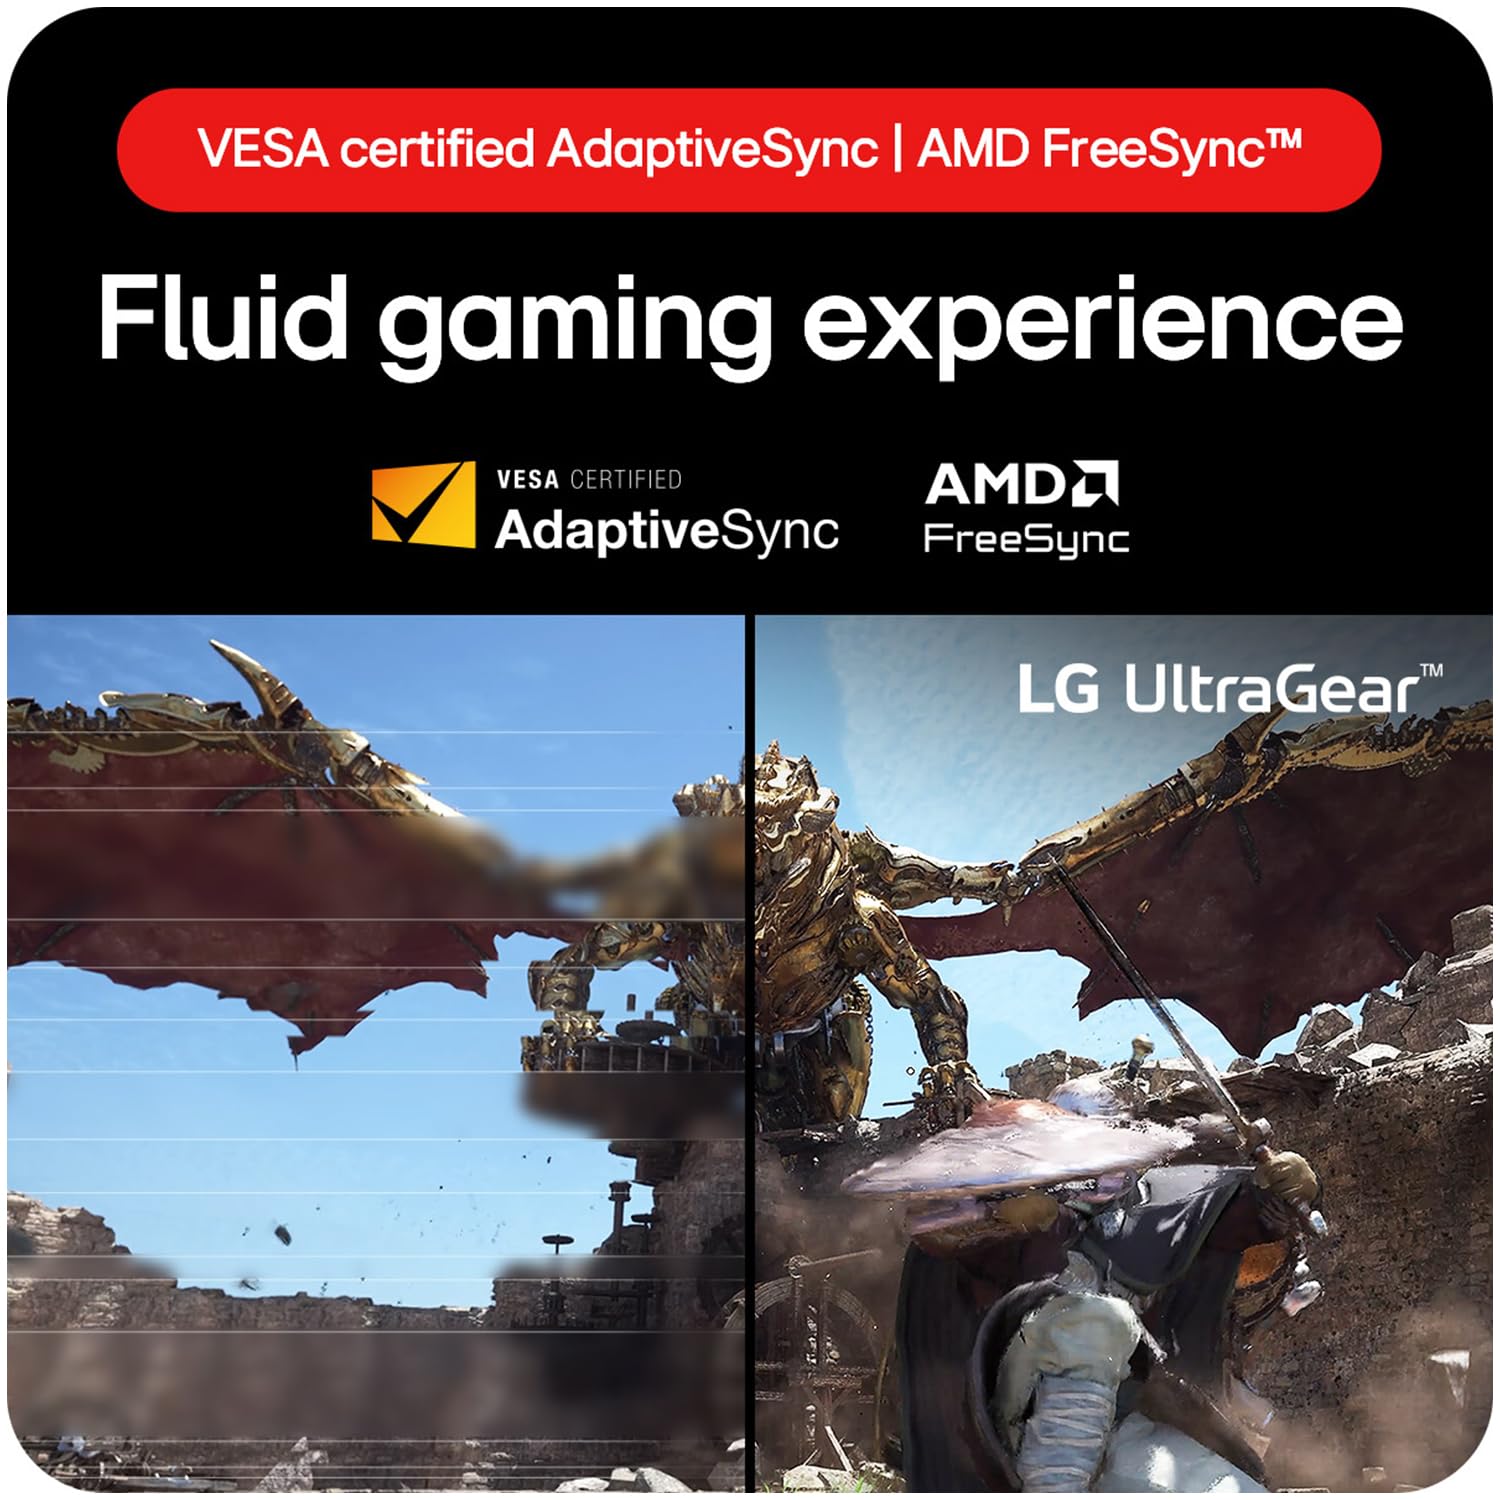 VESA certified AdaptiveSync | AMD FreeSync™
Fluid gaming experience
VESA CERTIFIED
AdaptiveSync
AMD
FreeSync
LG UltraGear™